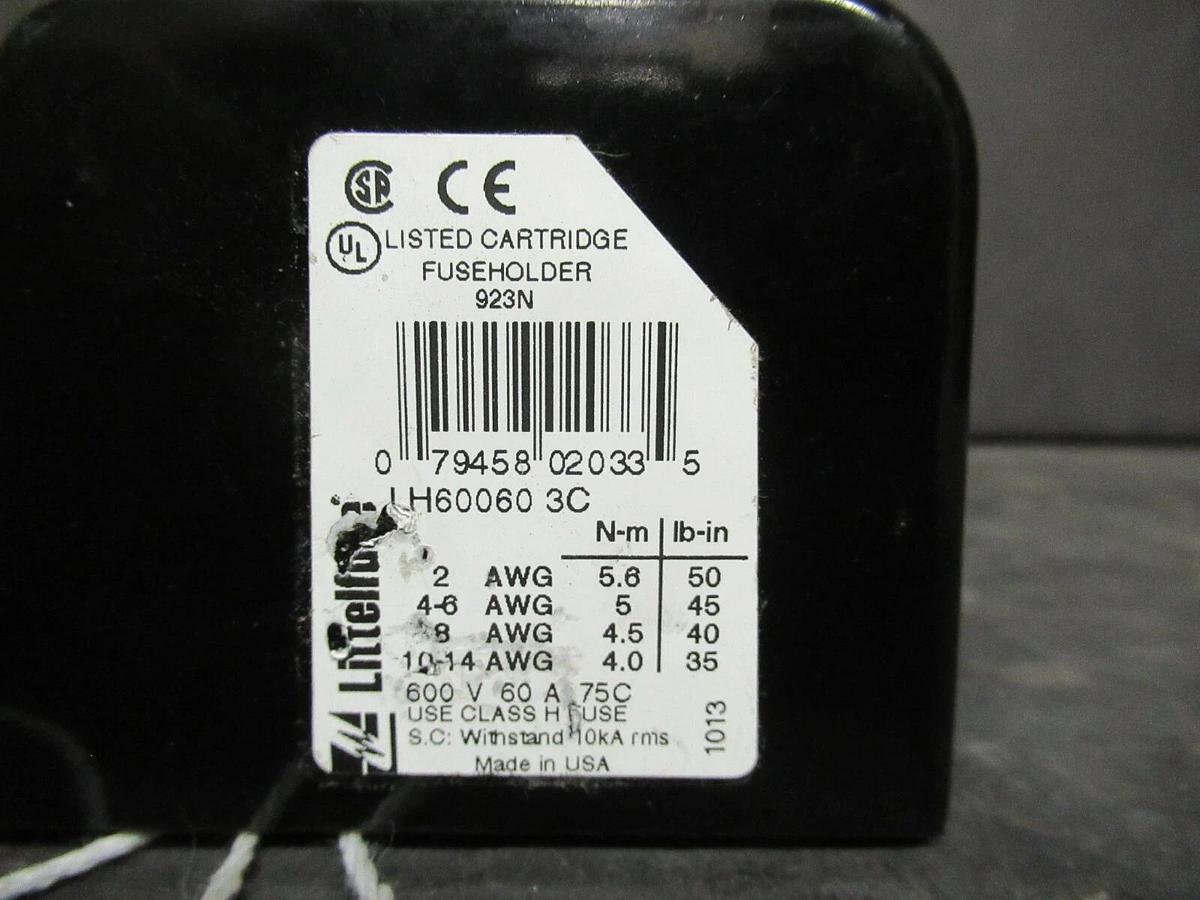 CE
UL LISTED CARTRIDGE
FUSEHOLDER
923N
0 79458 02033 5
LH60060 3C
N-m lb-in
2 AWG 5.6 50
4-6 AWG 5 45
8 AWG 4.5 40
10-14 AWG 4.0 35
600 V 60 A 75C
USE CLASS H FUSE
S.C: Withstand 10kA rms
Made in USA
1013
Littelfuse